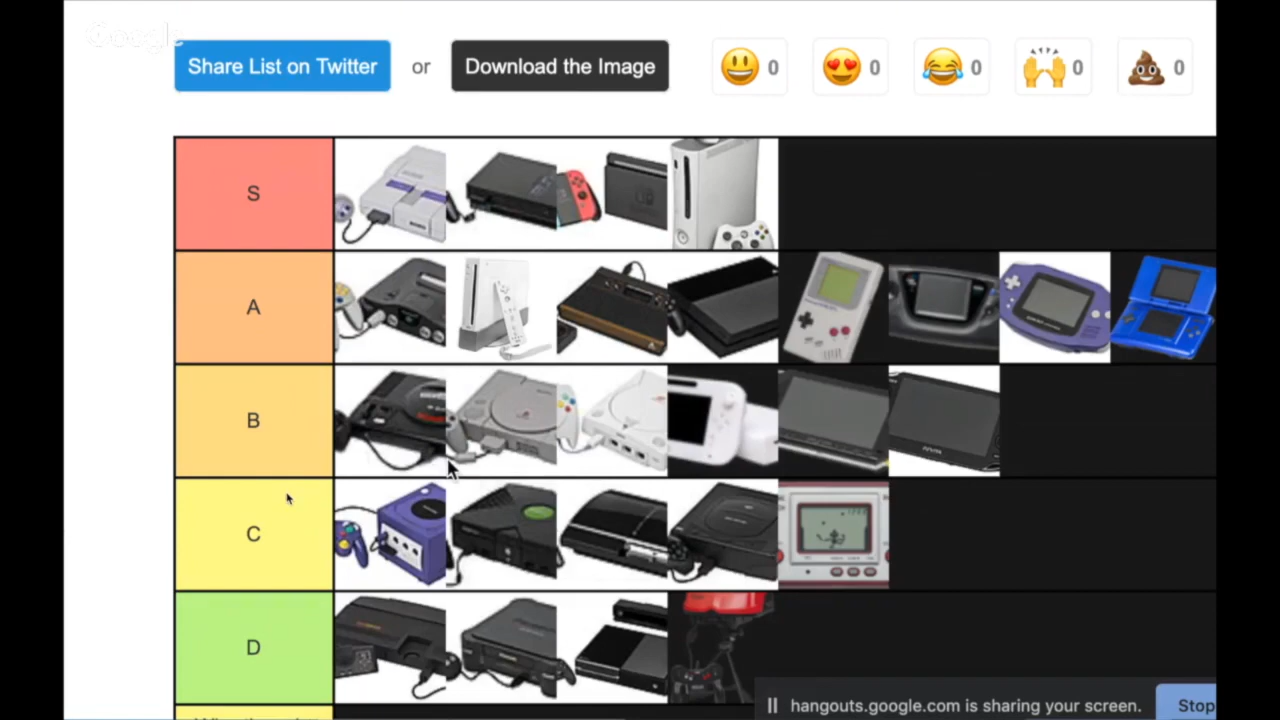 Google
Share List on Twitter
or
Download the Image
0
0
0
0
0
S
A
B
C
D
hangouts.google.com is sharing your screen.
Stop